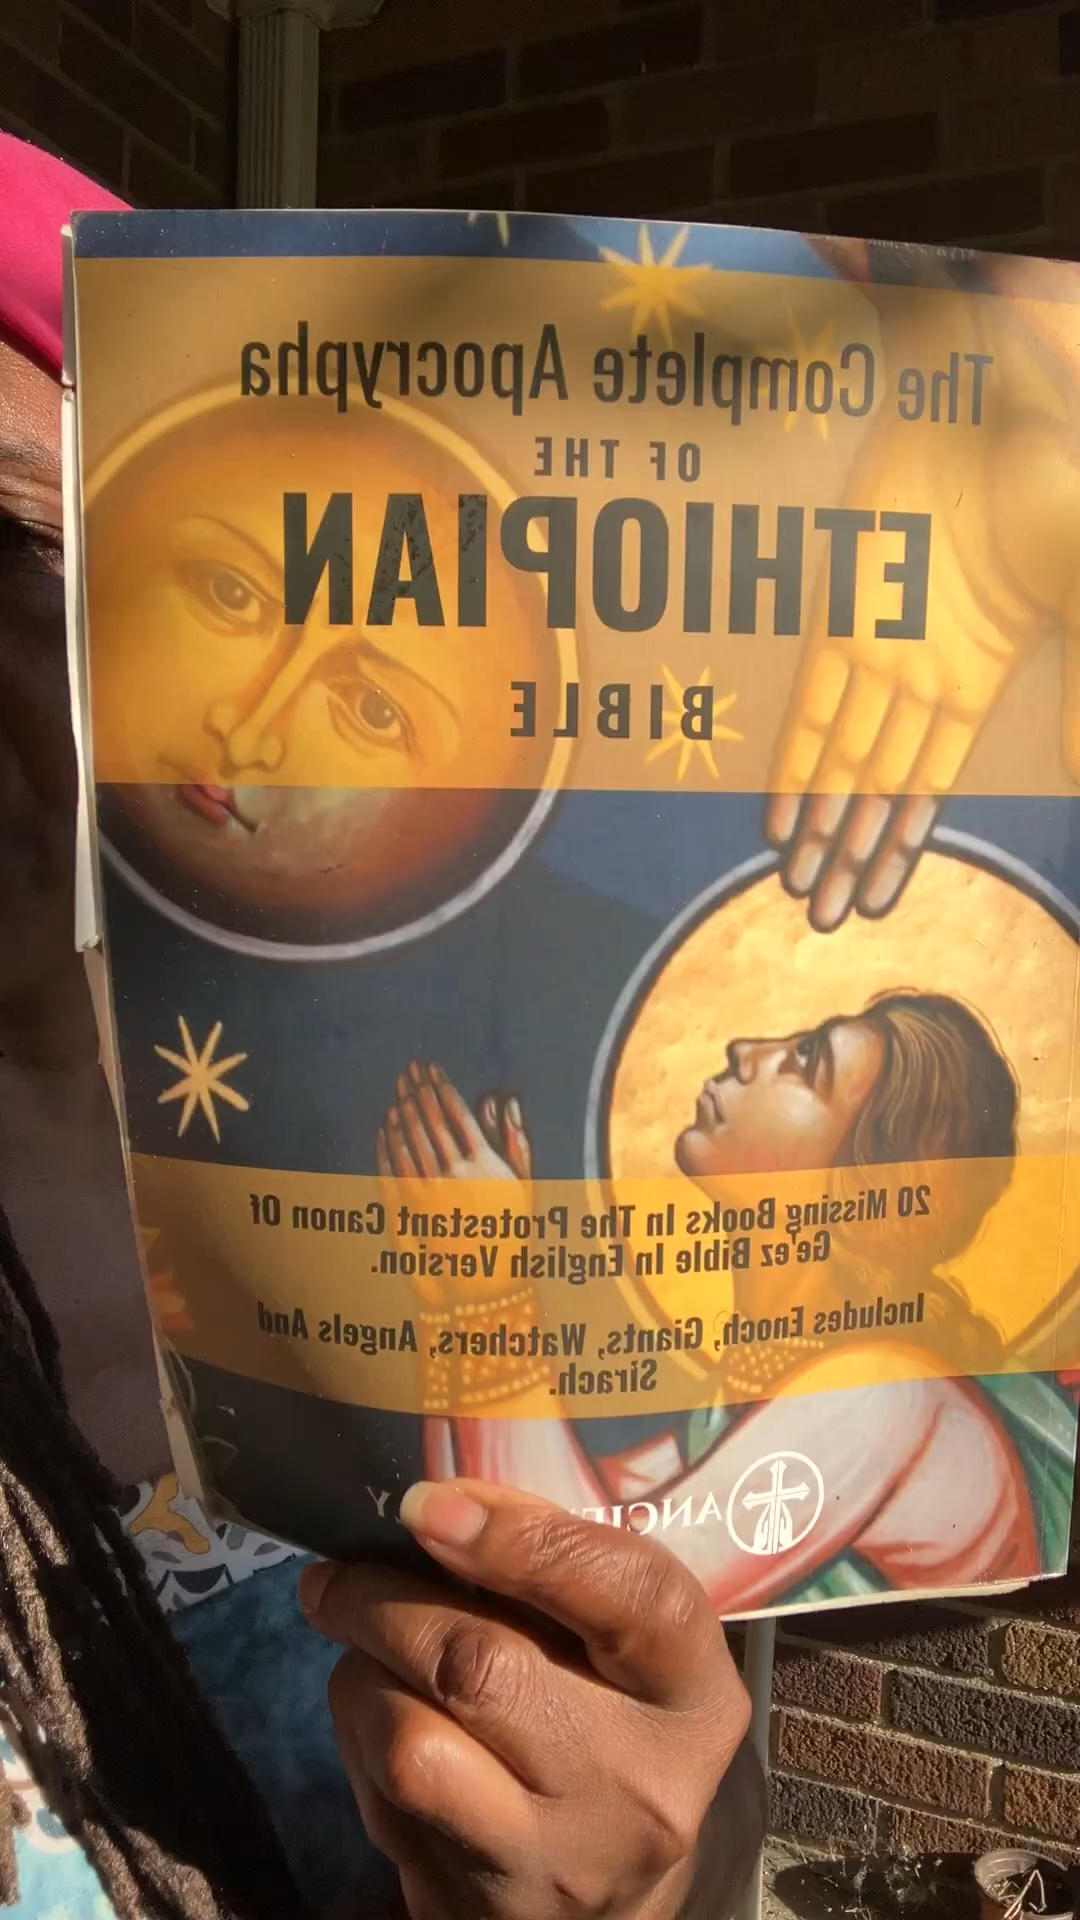 The Complete Apocrypha
OF THE
ETHIOPIAN
BIBLE
20 Missing Books In The Protestant Canon Of
Ge'ez Bible In English Version.
Includes Enoch, Giants, Watchers, Angels And
Sirach.